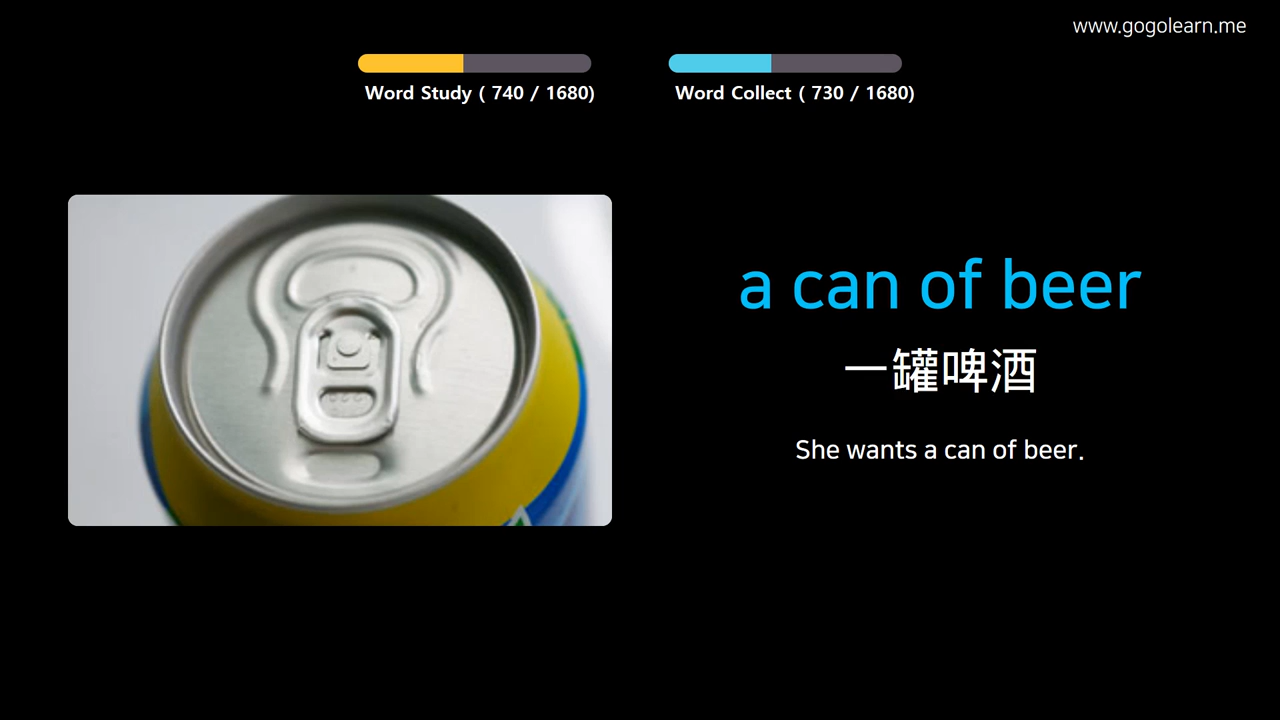 www.gogolearn.me
Word Study ( 740 / 1680)
Word Collect ( 730 / 1680)
a can of beer
一罐啤酒
She wants a can of beer.